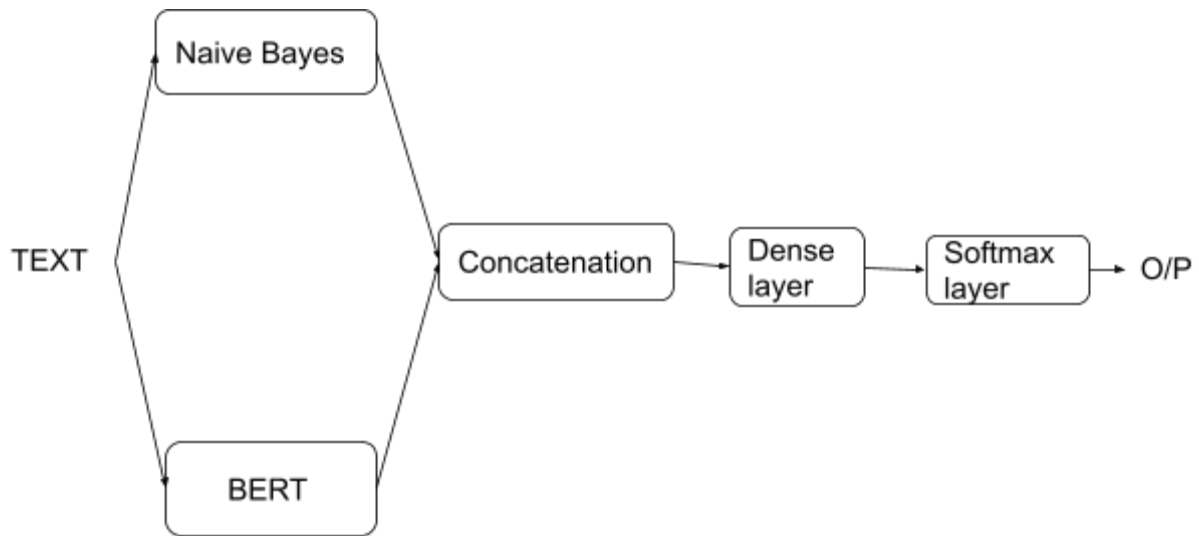 Naive Bayes
TEXT
Concatenation
Dense
layer
Softmax
layer
O/P
BERT